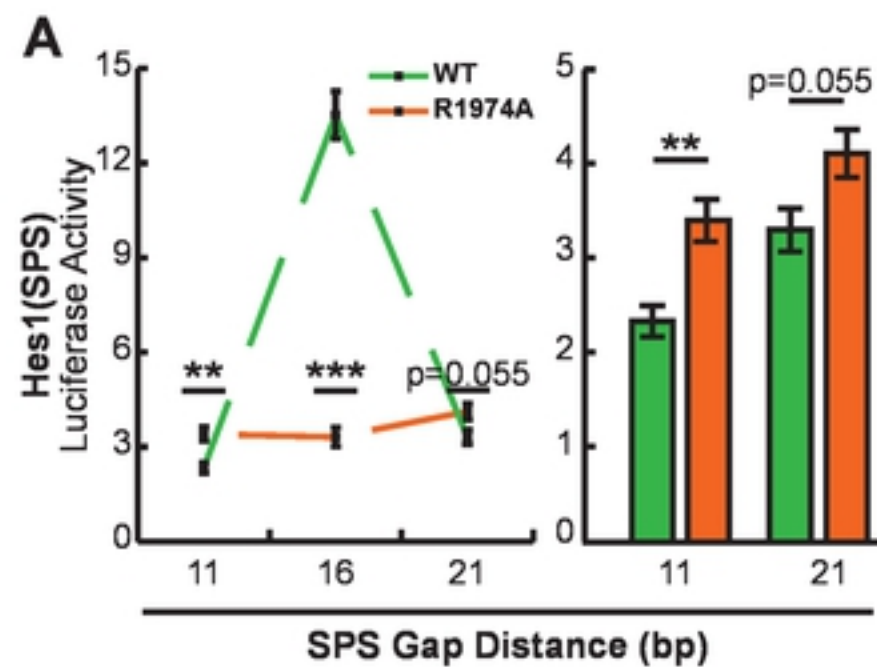 A
15
12
9
6
3
0
Hes1(SPS)
Luciferase Activity
WT
R1974A
**
***
p=0.055
11
16
21
5
4
3
2
1
0
**
p=0.055
11
21
SPS Gap Distance (bp)